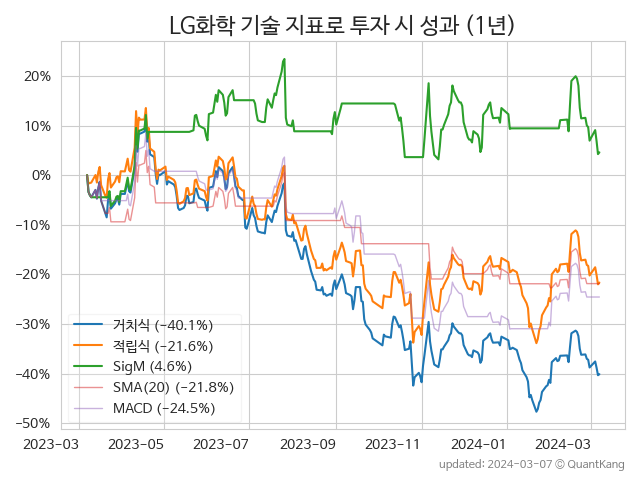 LG화학 기술 지표로 투자 시 성과 (1년)
20%
10%
0%
−10%
−20%
−30%
−40%
−50%
거치식 (−40.1%)
적립식 (−21.6%)
SigM (4.6%)
SMA(20) (−21.8%)
MACD (−24.5%)
2023−03 2023−05 2023−07 2023−09 2023−11 2024−01 2024−03
updated: 2024−03−07 © QuantKang